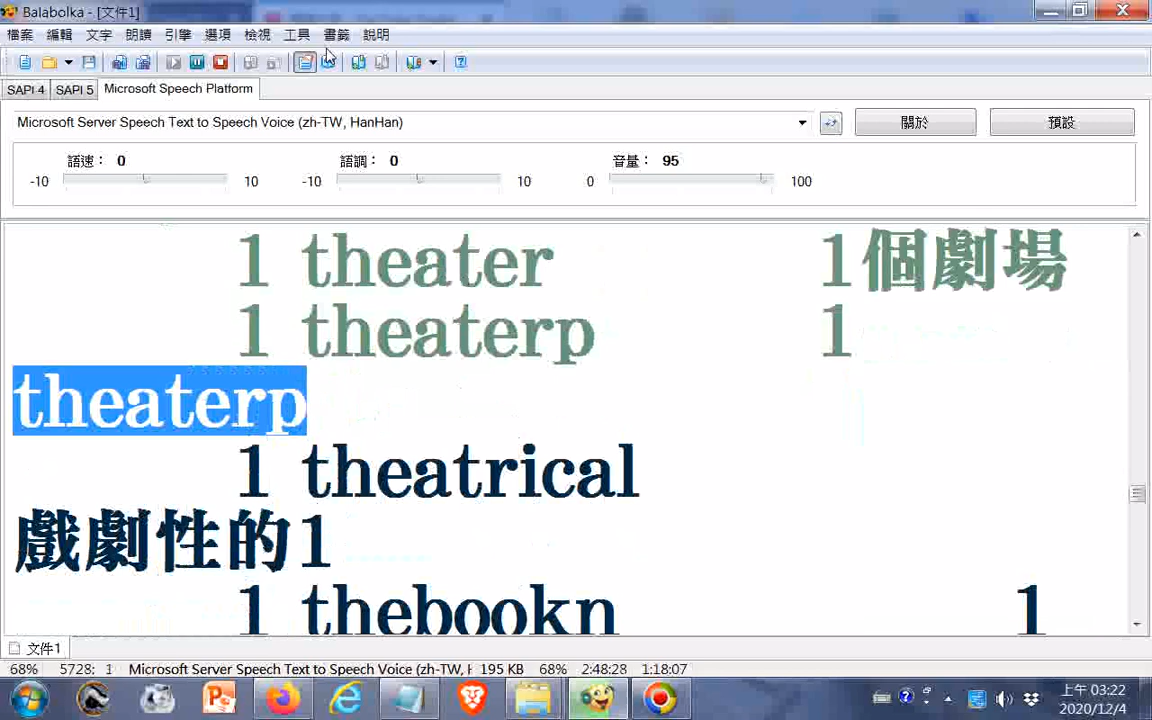 Balabolka - [文件1]
檔案 編輯 文字 朗讀 引擎 選項 檢視 工具 書籤 說明
SAPI 4 SAPI 5 Microsoft Speech Platform
Microsoft Server Speech Text to Speech Voice (zh-TW, HanHan) 關於 預設
語速： 0 語調： 0 音量： 95
-10 10 -10 10 0 100
1 theater 1個劇場
1 theaterp 1
theaterp
1 theatrical
戲劇性的1
1 thebookn 1
文件1
68% 5728: 1 Microsoft Server Speech Text to Speech Voice (zh-TW, H 195 KB 68% 2:48:28 1:18:07
上午 03:22
2020/12/4